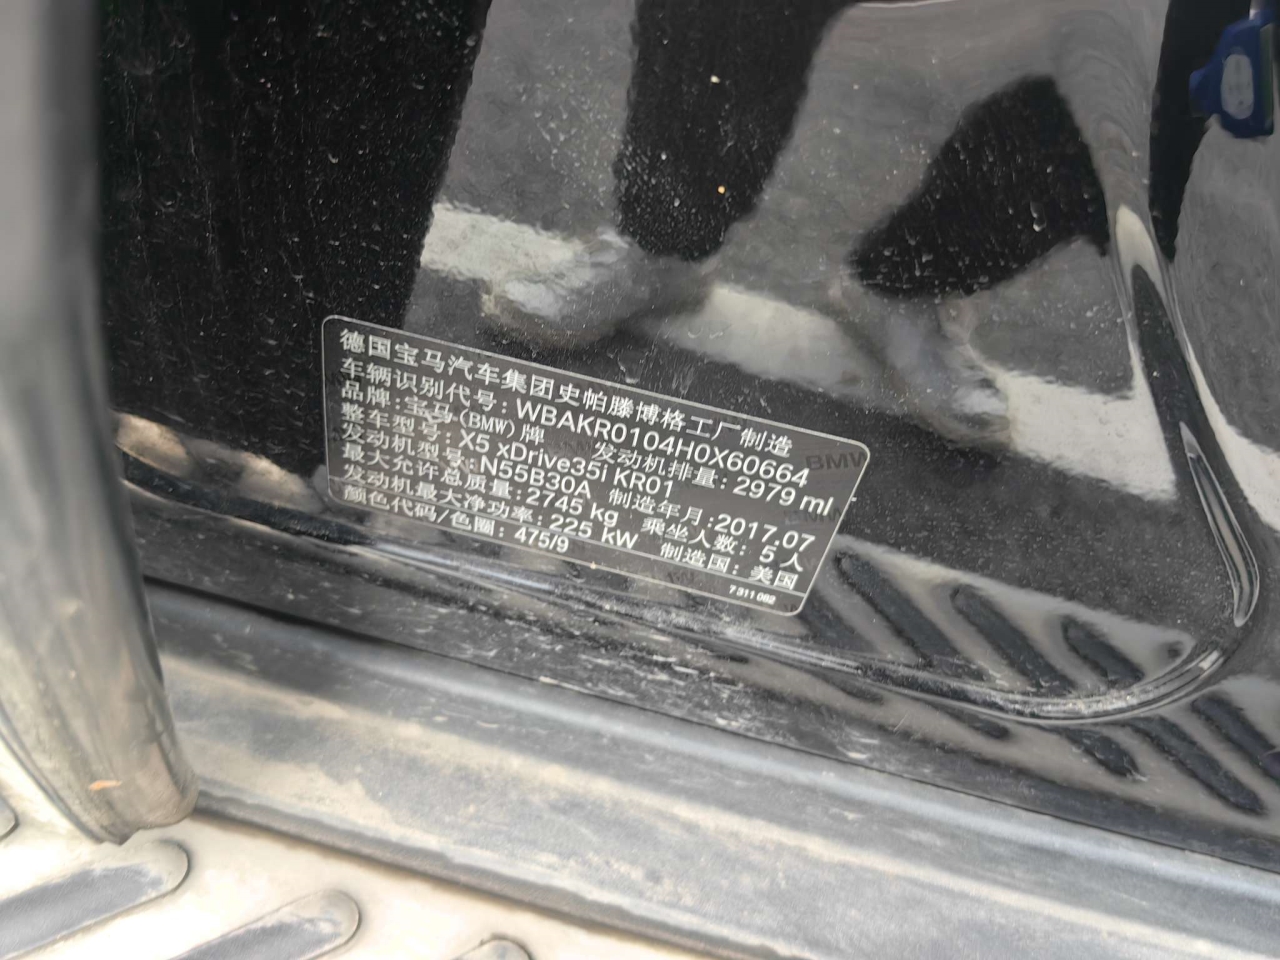 德国宝马汽车集团史帕滕博格工厂制造
车辆识别代号：WBAKR0104H0X60664
品牌：宝马(BMW)牌 发动机排量：2979 ml
整车型号：X5 xDrive35i KR01
发动机型号：N55B30A 制造年月：2017.07
最大允许总质量：2745 kg 乘坐人数：5人
发动机最大净功率：225 kW 制造国：美国
颜色代码/色圈：475/9
7 311 082
BMW